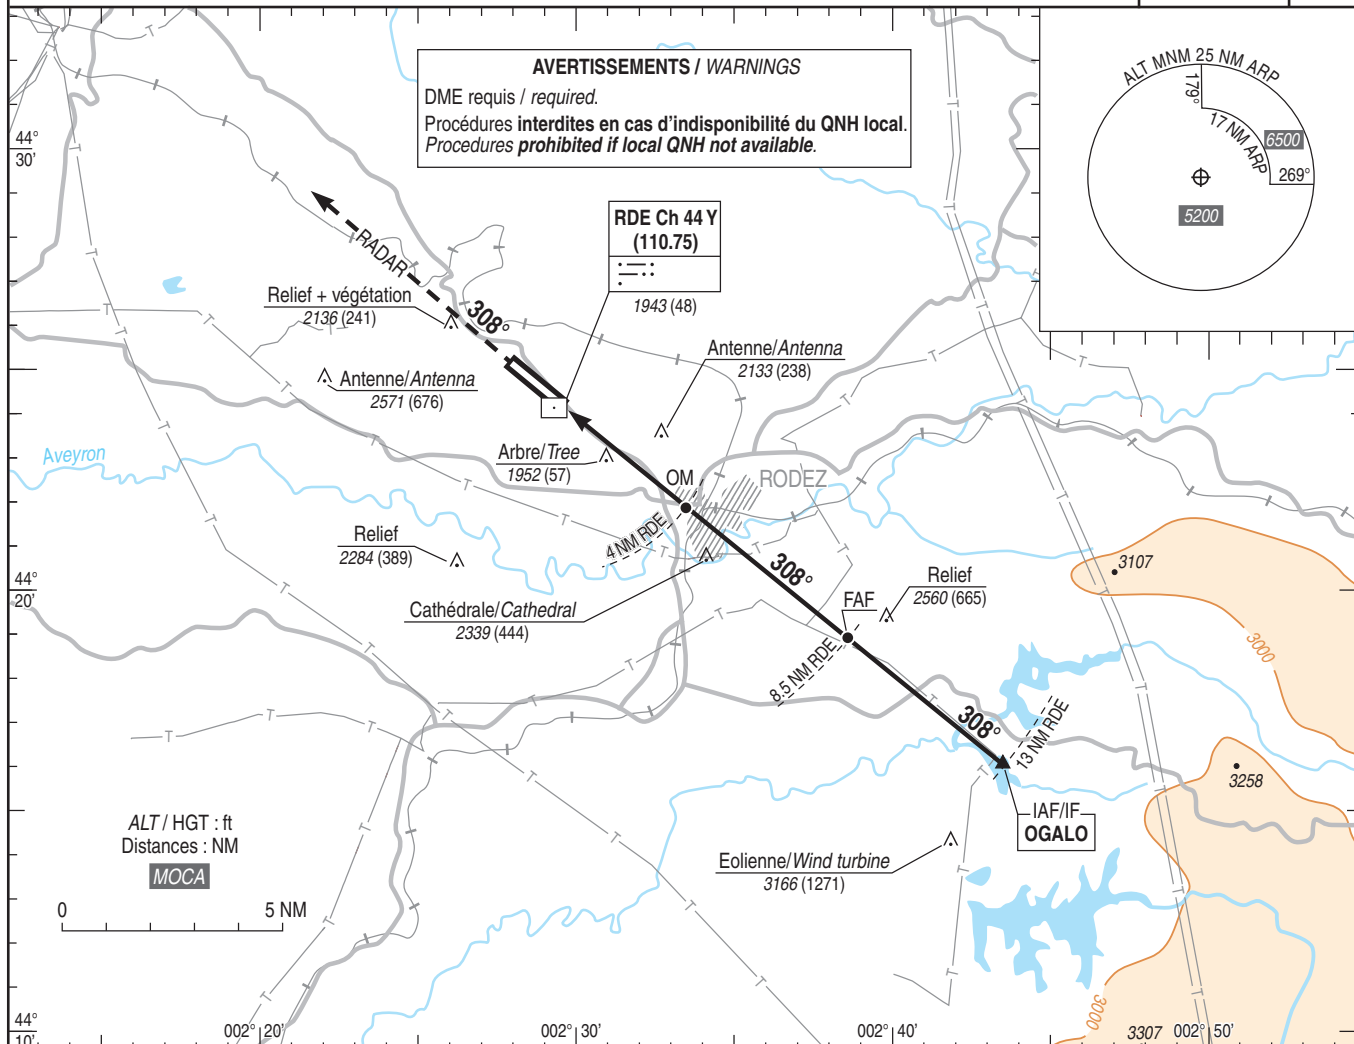 AVERTISSEMENTS / WARNINGS
DME requis / required.
Procédures interdites en cas d'indisponibilité du QNH local.
Procedures prohibited if local QNH not available.
ALT MNM 25 NM ARP
179°
17 NM ARP
6500
269°
5200
44°
30'
RDE Ch 44 Y
(110.75)
1943 (48)
RADAR
308°
Relief + végétation
2136 (241)
Antenne/Antenna
2133 (238)
Antenne/Antenna
2571 (676)
Aveyron
Arbre/Tree
1952 (57)
OM
RODEZ
4 NM RDE
Relief
2284 (389)
308°
3107
Relief
2560 (665)
FAF
44°
20'
Cathédrale/Cathedral
2339 (444)
3000
8.5 NM RDE
308°
13 NM RDE
3258
IAF/IF
OGALO
ALT / HGT : ft
Distances : NM
MOCA
Eolienne/Wind turbine
3166 (1271)
0 5 NM
3000
44°
10'
002° 20'
002° 30'
002° 40'
3307
002° 50'